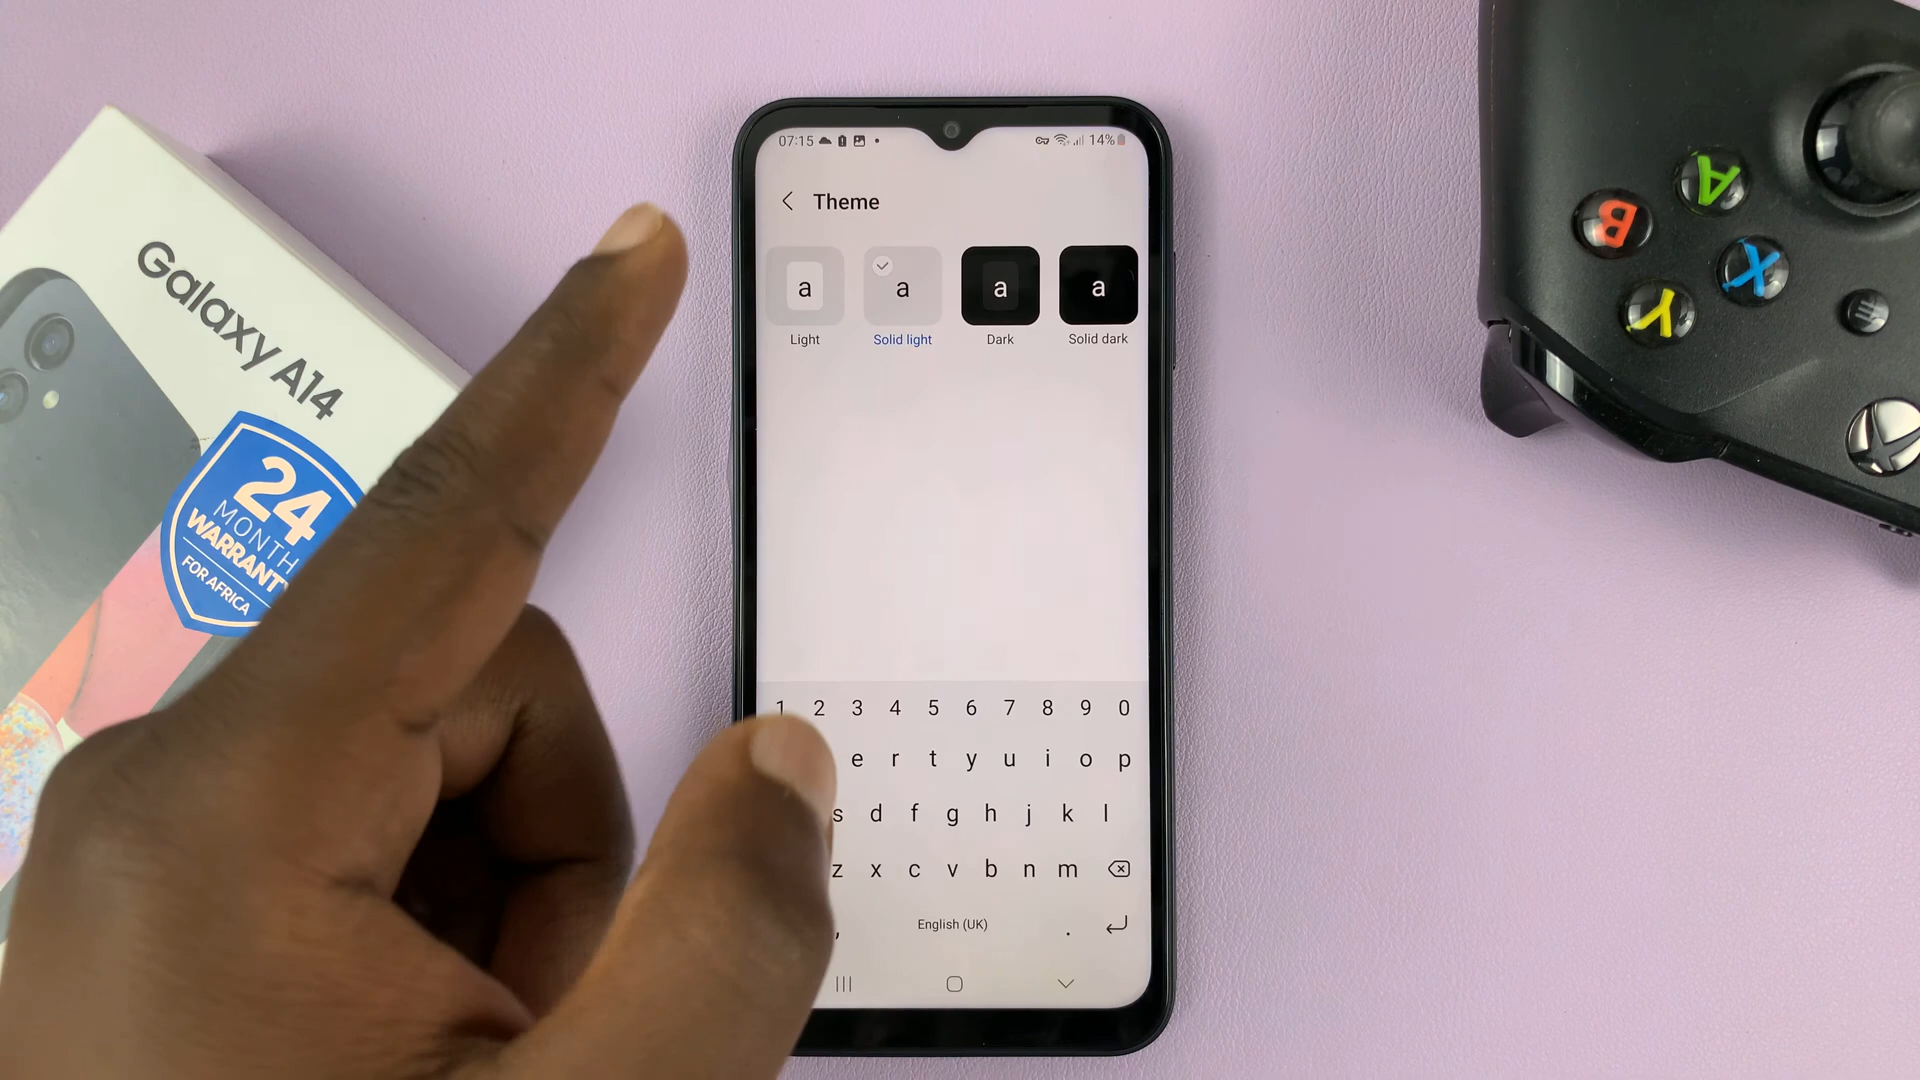 Galaxy A14
24
MONTH
WARRANTY
FOR AFRICA
07:15
14%
Theme
a a a a
Light Solid light Dark Solid dark
1 2 3 4 5 6 7 8 9 0
e r t y u i o p
s d f g h j k l
z x c v b n m
, English (UK) .
A
B
X
Y